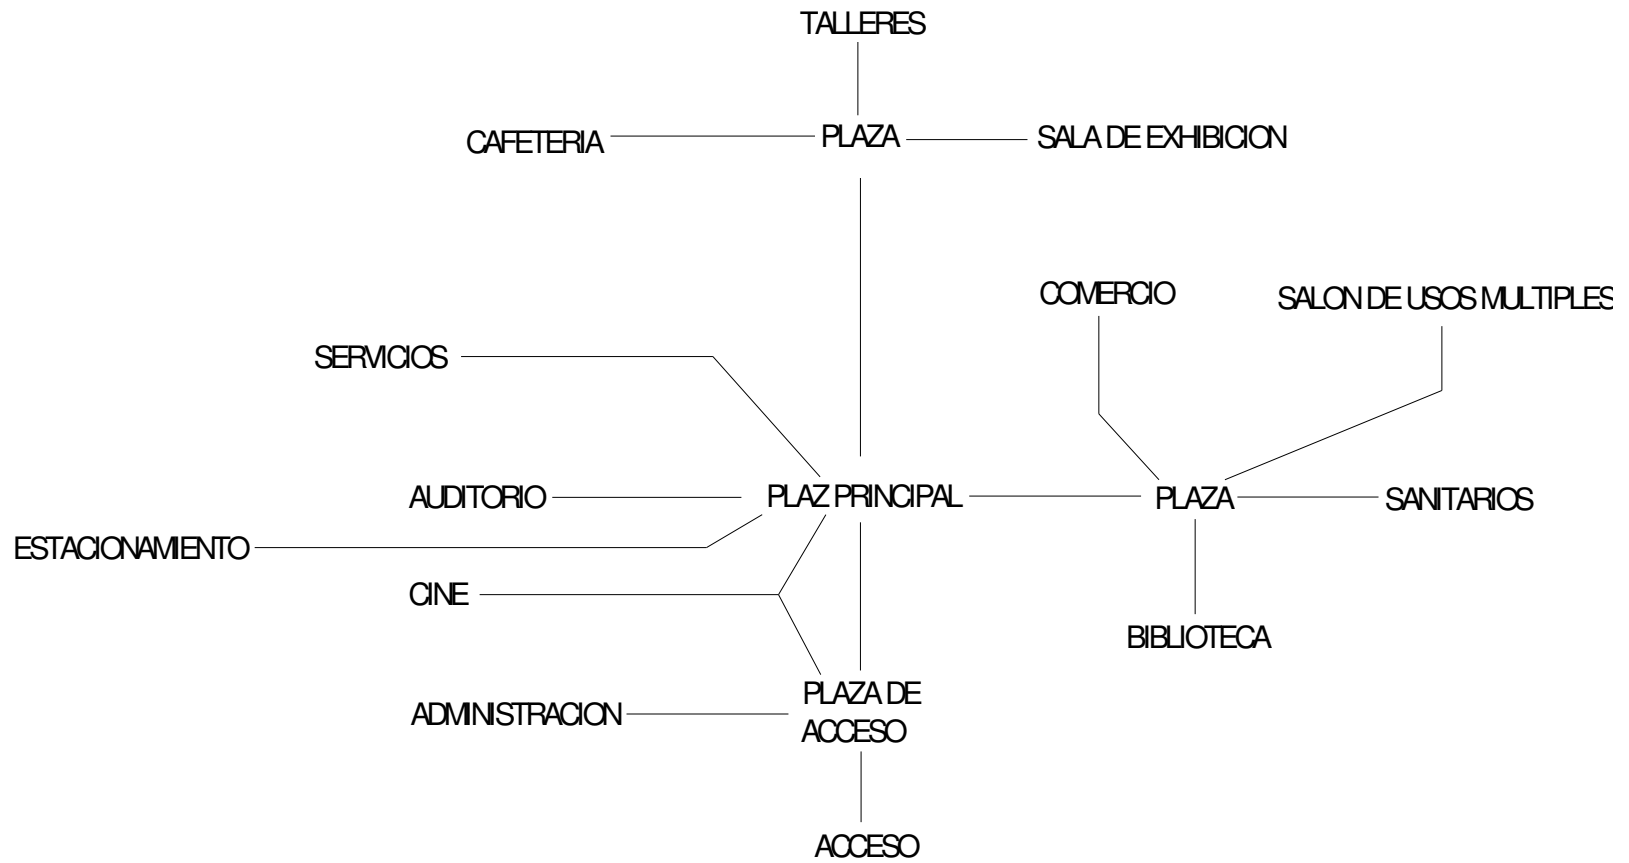 TALLERES
CAFETERIA
PLAZA
SALA DE EXHIBICION
COMERCIO
SALON DE USOS MULTIPLES
SERVICIOS
AUDITORIO
PLAZ PRINCIPAL
PLAZA
SANITARIOS
ESTACIONAMIENTO
CINE
BIBLIOTECA
PLAZA DE
ACCESO
ADMINISTRACION
ACCESO